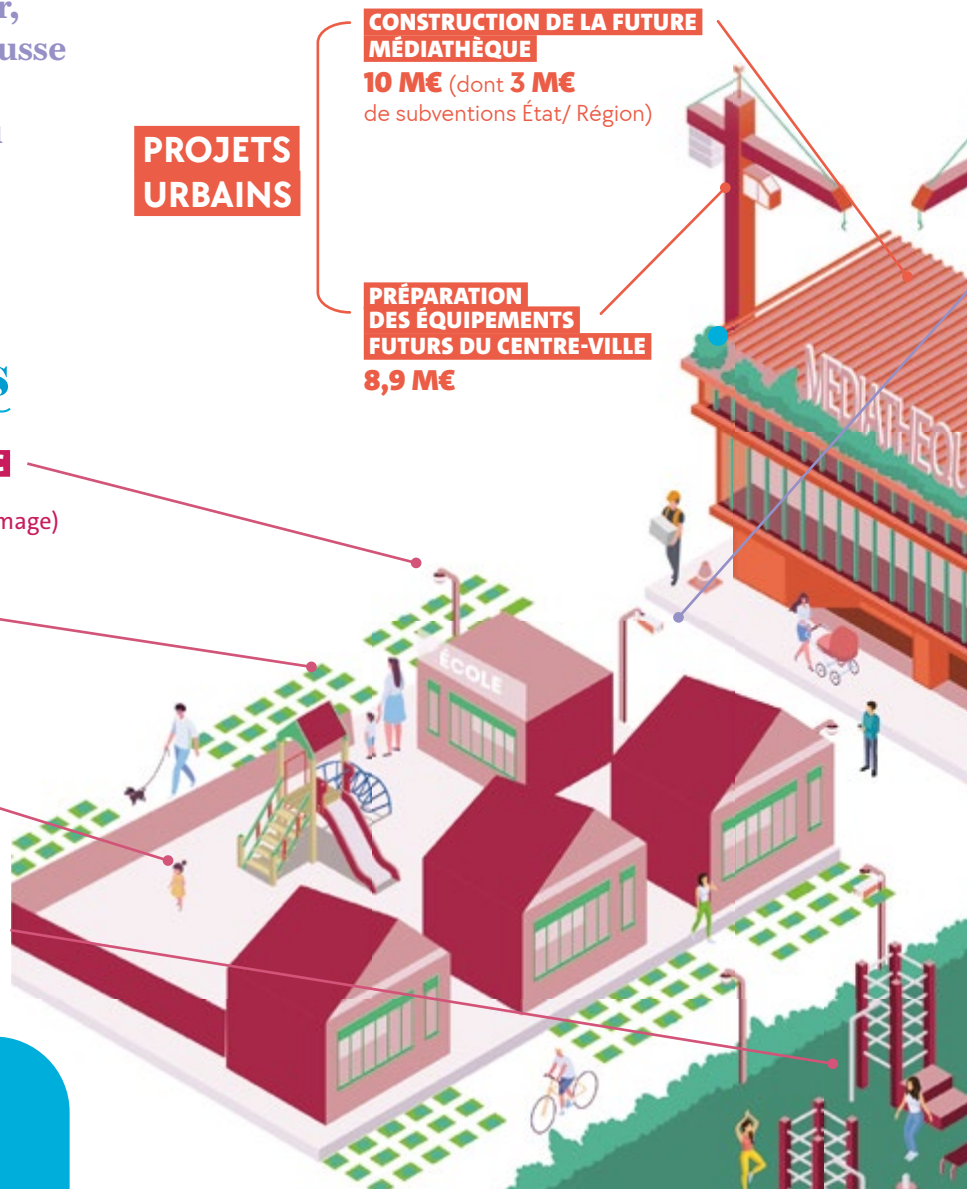 usse
PROJETS
URBAINS
CONSTRUCTION DE LA FUTURE
MÉDIATHÈQUE
10 M€ (dont 3 M€
de subventions État/ Région)
PRÉPARATION
DES ÉQUIPEMENTS
FUTURS DU CENTRE-VILLE
8,9 M€
mage)
MEDIATHEQU
ÉCOLE